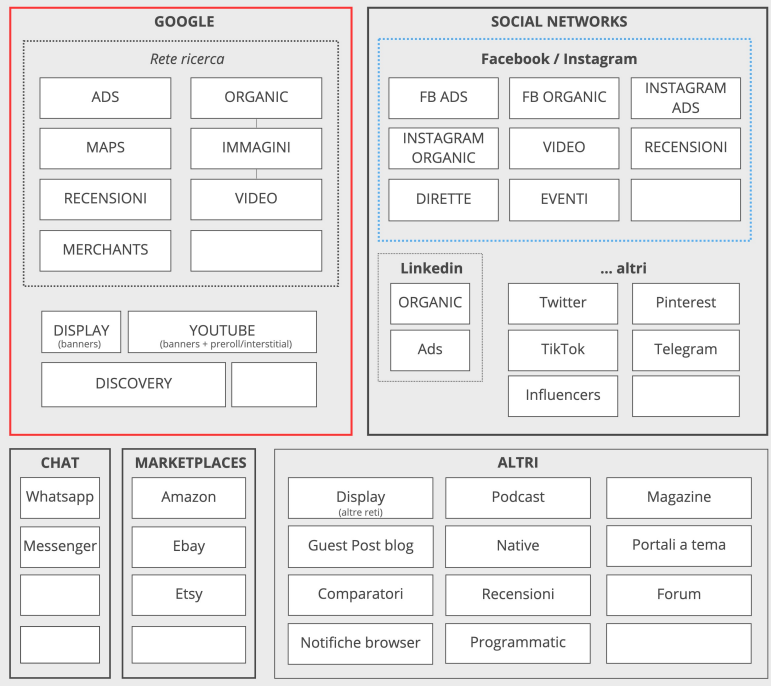 GOOGLE
Rete ricerca
ADS
ORGANIC
MAPS
IMMAGINI
RECENSIONI
VIDEO
MERCHANTS
DISPLAY
(banners)
YOUTUBE
(banners + preroll/interstitial)
DISCOVERY
SOCIAL NETWORKS
Facebook / Instagram
FB ADS
FB ORGANIC
INSTAGRAM
ADS
INSTAGRAM
ORGANIC
VIDEO
RECENSIONI
DIRETTE
EVENTI
Linkedin
ORGANIC
Ads
... altri
Twitter
Pinterest
TikTok
Telegram
Influencers
CHAT
Whatsapp
Messenger
MARKETPLACES
Amazon
Ebay
Etsy
ALTRI
Display
(altre reti)
Podcast
Magazine
Guest Post blog
Native
Portali a tema
Comparatori
Recensioni
Forum
Notifiche browser
Programmatic